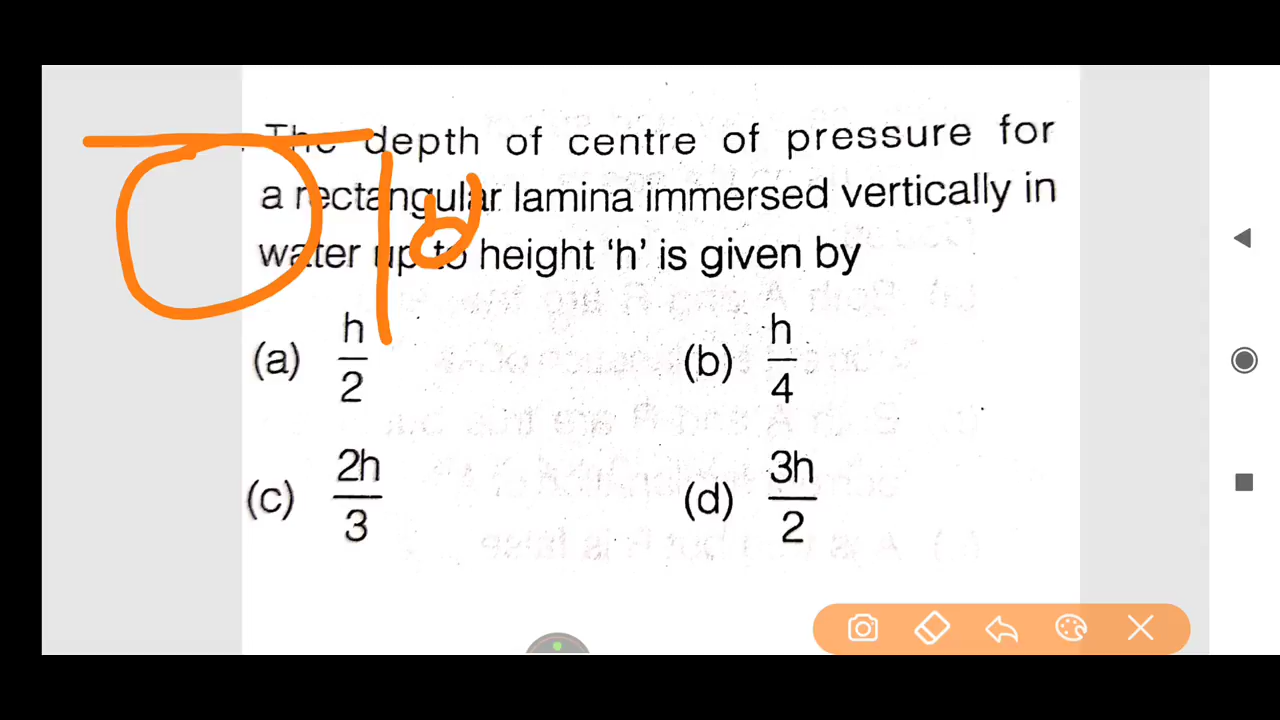 The depth of centre of pressure for
a rectangular lamina immersed vertically in
water up to height 'h' is given by
(a) h/2 (b) h/4
(c) 2h/3 (d) 3h/2
d